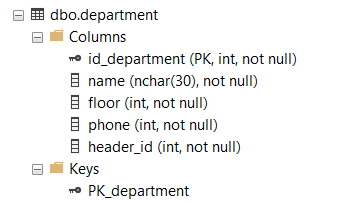 dbo.department
Columns
id_department (PK, int, not null)
name (nchar(30), not null)
floor (int, not null)
phone (int, not null)
header_id (int, not null)
Keys
PK_department